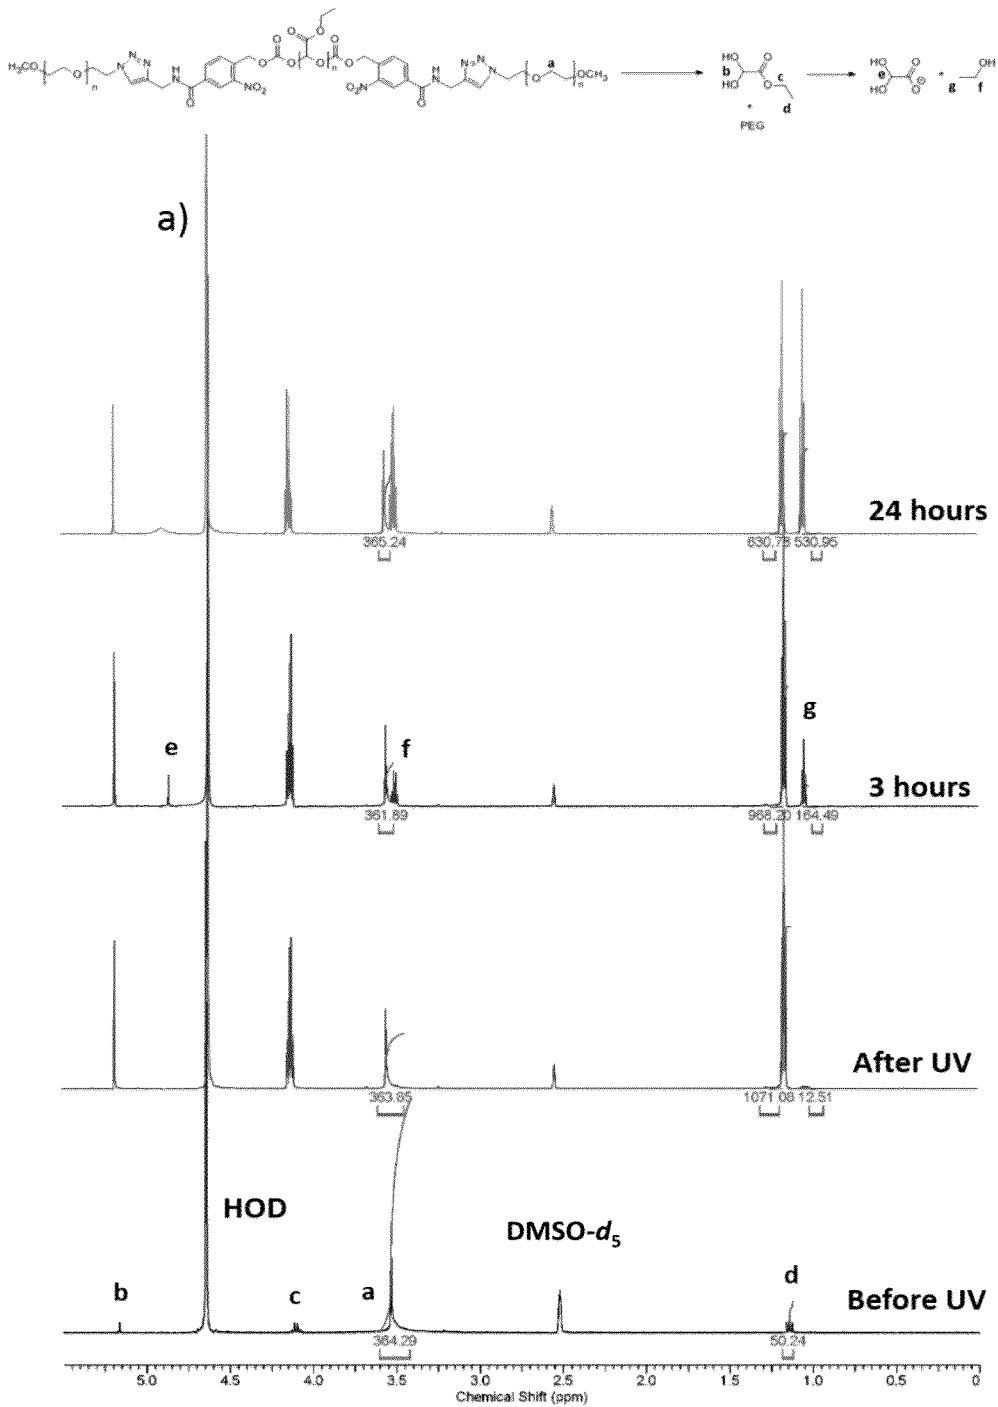 H₃CO O n N N N H N O NO₂ O O O O O O n O O O NO₂ H N O N N N a O n OCH₃
HO b HO O c O d
HO e HO O O⊖ + OH g f
PEG
a)
24 hours
365.24 630.78 530.95
e f g
3 hours
361.89 968.20 164.49
After UV
363.85 1071.08 12.51
HOD
DMSO-d₅
b c a d
Before UV
364.29 50.24
5.0 4.5 4.0 3.5 3.0 2.5 2.0 1.5 1.0 0.5 0
Chemical Shift (ppm)